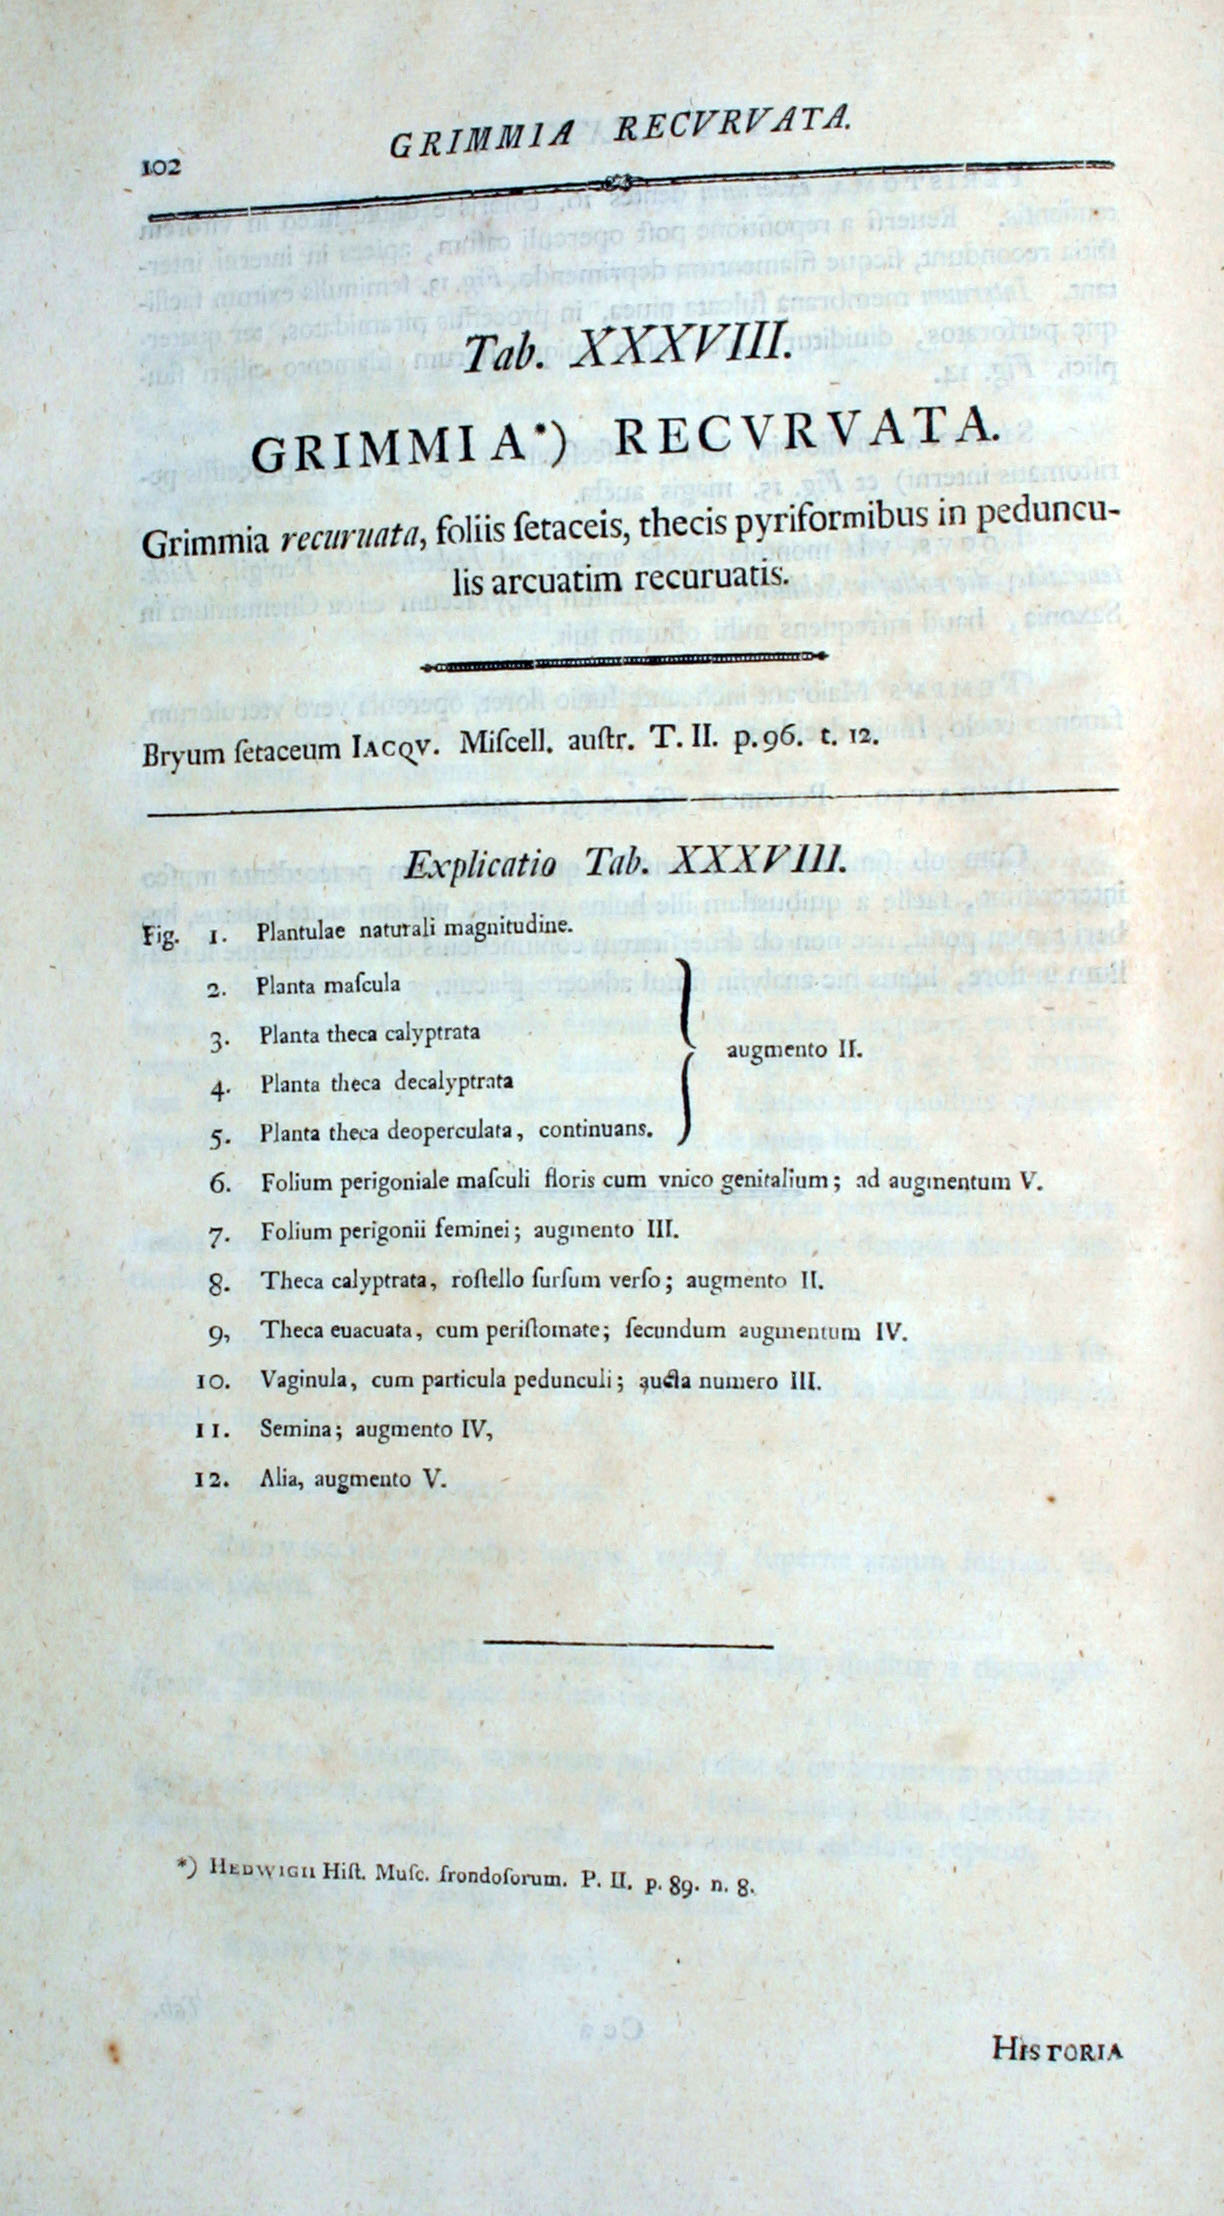 102
GRIMMIA RECVRVATA.
Tab. XXXVIII.
GRIMMIA*) RECVRVATA.
Grimmia recuruata, foliis ſetaceis, thecis pyriformibus in peduncu-
lis arcuatim recuruatis.
Bryum ſetaceum IACQV. Miſcell. auſtr. T. II. p. 96. t. 12.
Explicatio Tab. XXXVIII.
Fig. 1. Plantulae naturali magnitudine.
2. Planta maſcula
3. Planta theca calyptrata
augmento II.
4. Planta theca decalyptrata
5. Planta theca deoperculata, continuans.
6. Folium perigoniale maſculi floris cum vnico genitalium; ad augmentum V.
7. Folium perigonii feminei; augmento III.
8. Theca calyptrata, roſtello ſurſum verſo; augmento II.
9, Theca euacuata, cum periſtomate; ſecundum augmentum IV.
10. Vaginula, cum particula pedunculi; aucta numero III.
11. Semina; augmento IV,
12. Alia, augmento V.
*) HEDWIGII Hiſt. Muſc. frondoſorum. P. II. p. 89. n. 8.
HISTORIA